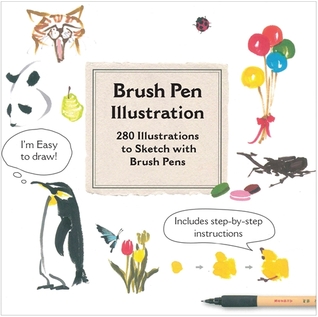 Brush Pen
Illustration
280 Illustrations
to Sketch with
Brush Pens
I'm Easy
to draw!
Includes step-by-step
instructions